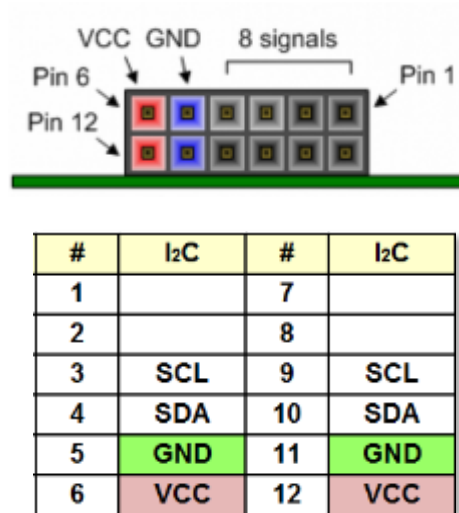 VCC GND 8 signals
Pin 6 Pin 1
Pin 12
# I2C # I2C
1 7
2 8
3 SCL 9 SCL
4 SDA 10 SDA
5 GND 11 GND
6 VCC 12 VCC